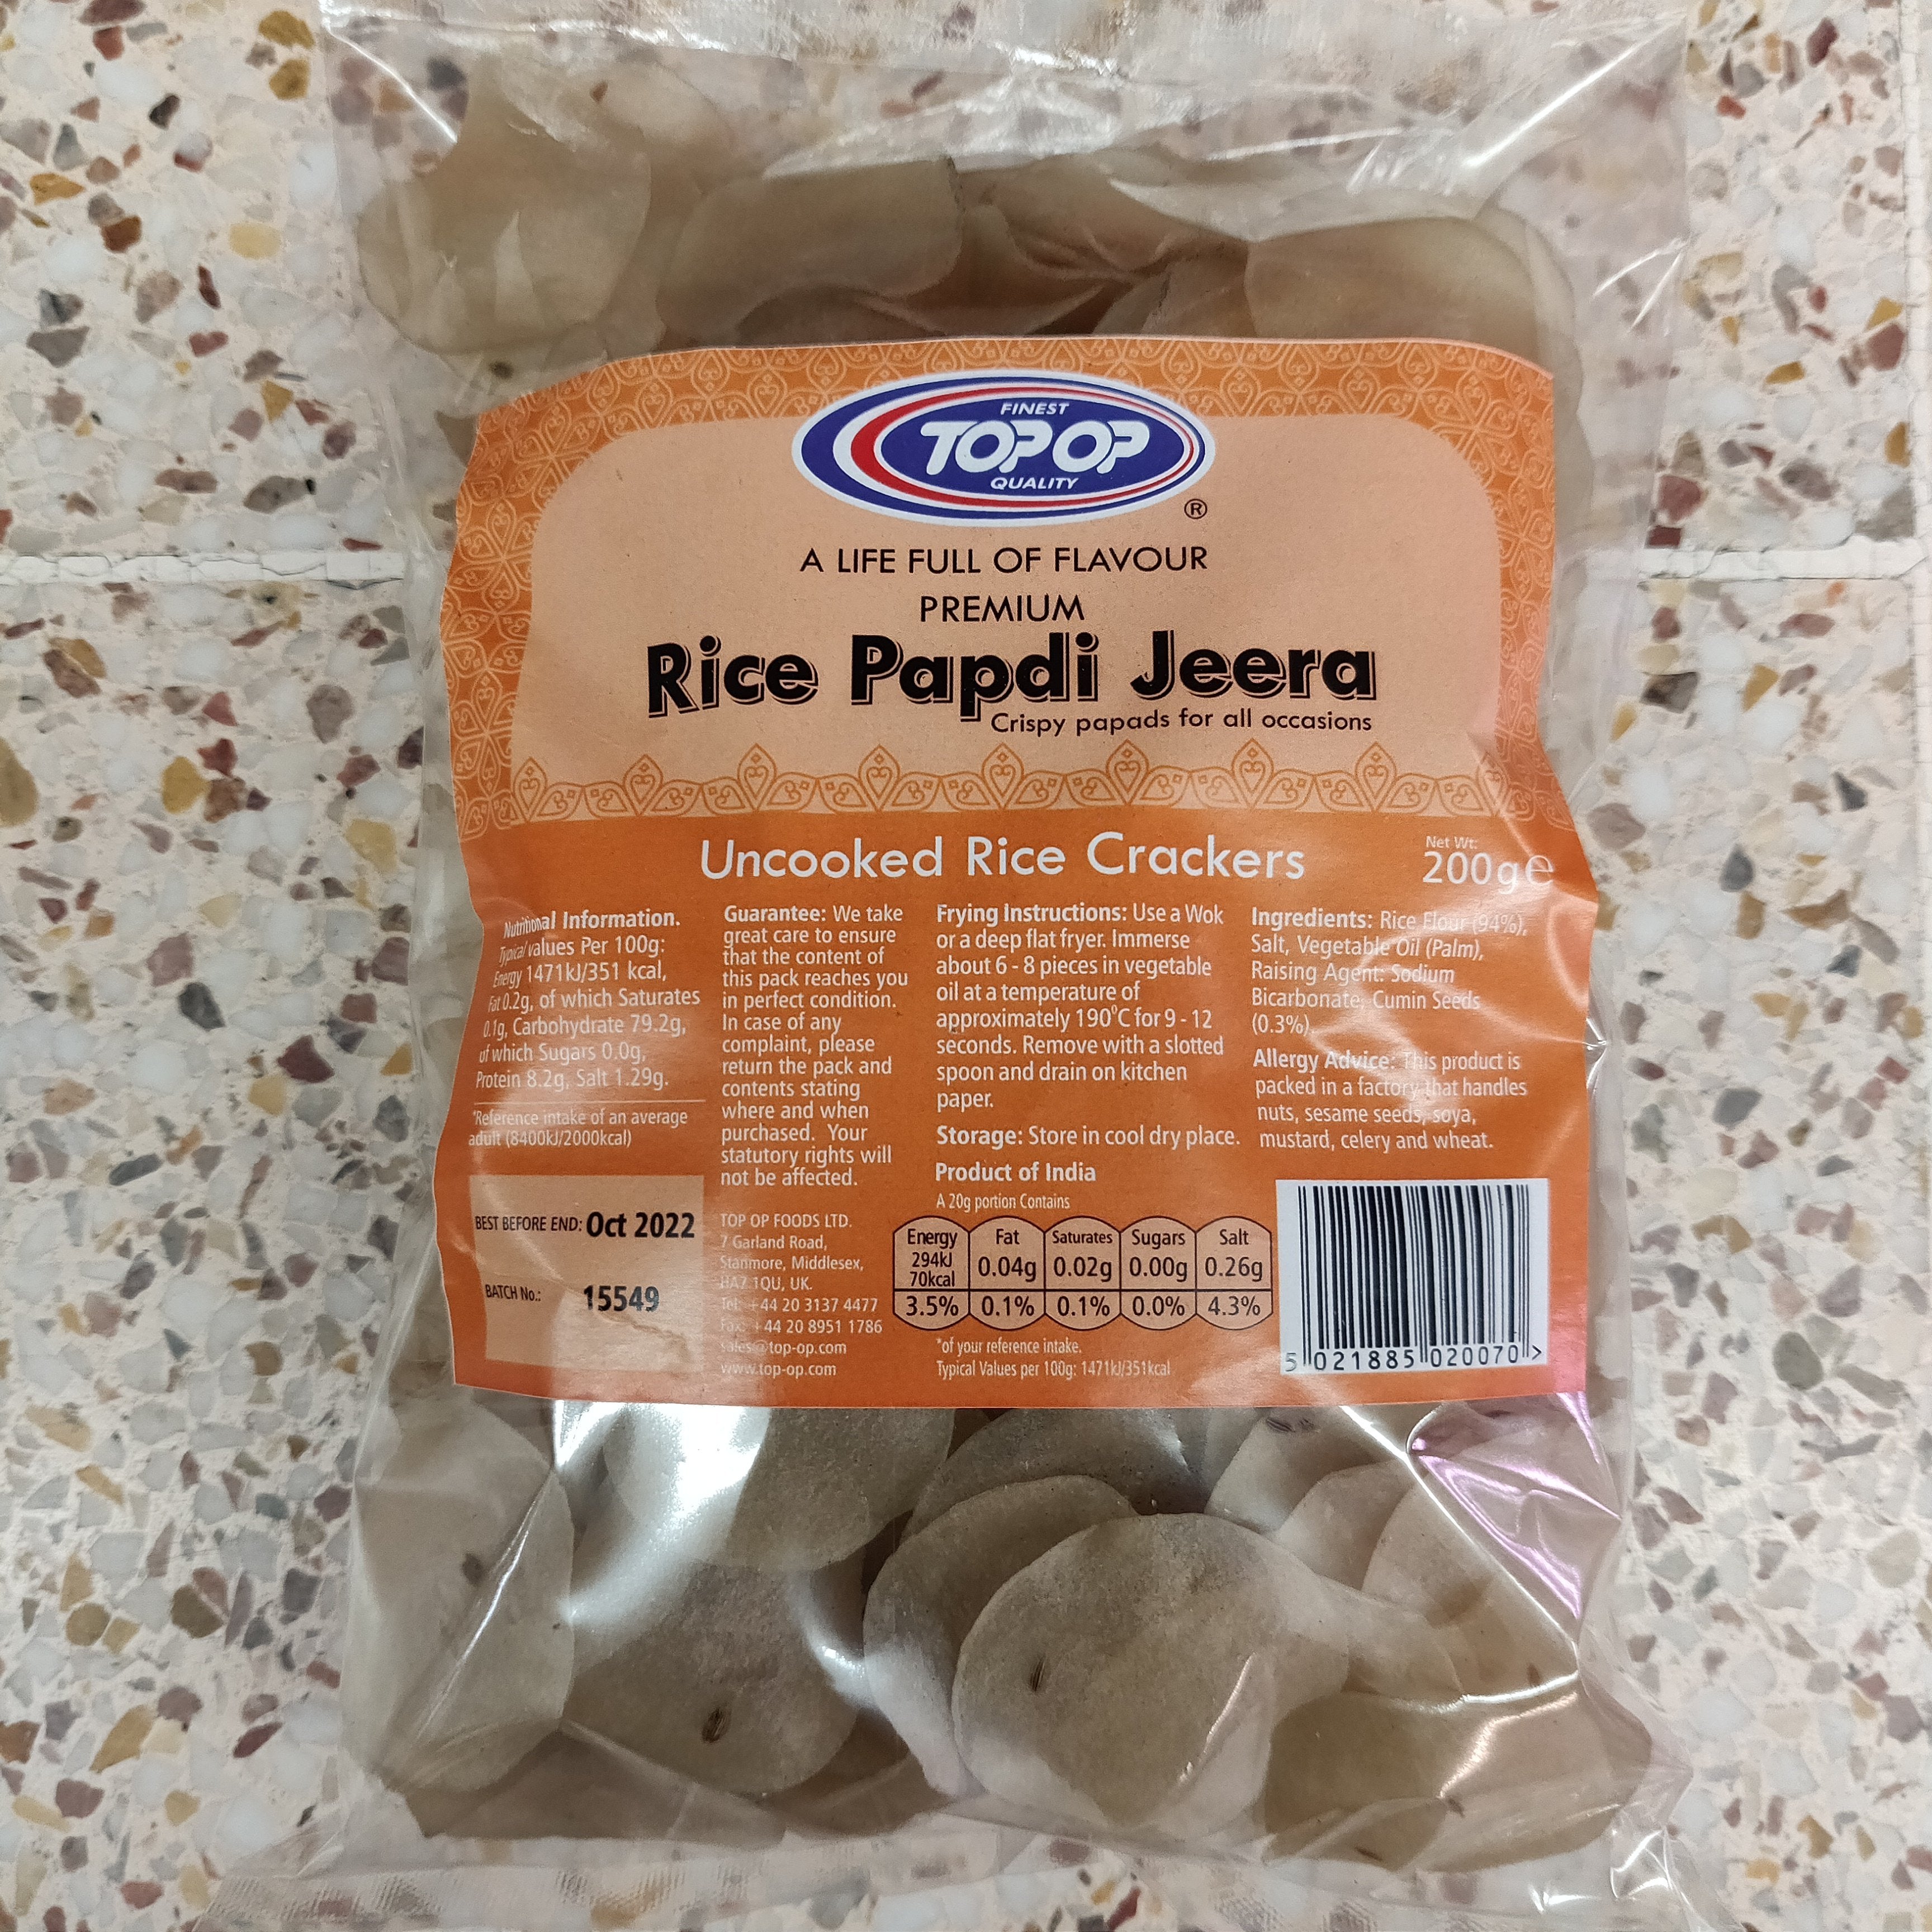 FINEST
TOP OP
QUALITY
®
A LIFE FULL OF FLAVOUR
PREMIUM
Rice Papdi Jeera
Crispy papads for all occasions
Uncooked Rice Crackers
Net Wt:
200g e
Nutritional Information.
Typical values Per 100g:
Energy 1471kJ/351 kcal,
Fat 0.2g, of which Saturates
0.1g, Carbohydrate 79.2g,
of which Sugars 0.0g,
Protein 8.2g, Salt 1.29g.
*Reference intake of an average
adult (8400kJ/2000kcal)
BEST BEFORE END: Oct 2022
BATCH No.: 15549
Guarantee: We take
great care to ensure
that the content of
this pack reaches you
in perfect condition.
In case of any
complaint, please
return the pack and
contents stating
where and when
purchased. Your
statutory rights will
not be affected.
TOP OP FOODS LTD.
7 Garland Road,
Stanmore, Middlesex,
HA7 1QU, UK.
Tel: +44 20 3137 4477
Fax: +44 20 8951 1786
sales@top-op.com
www.top-op.com
Frying Instructions: Use a Wok
or a deep flat fryer. Immerse
about 6 - 8 pieces in vegetable
oil at a temperature of
approximately 190°C for 9 - 12
seconds. Remove with a slotted
spoon and drain on kitchen
paper.
Storage: Store in cool dry place.
Product of India
A 20g portion Contains
Energy Fat Saturates Sugars Salt
294kJ
70kcal 0.04g 0.02g 0.00g 0.26g
3.5% 0.1% 0.1% 0.0% 4.3%
*of your reference intake.
Typical Values per 100g: 1471kJ/351kcal
Ingredients: Rice Flour (94%),
Salt, Vegetable Oil (Palm),
Raising Agent: Sodium
Bicarbonate, Cumin Seeds
(0.3%).
Allergy Advice: This product is
packed in a factory that handles
nuts, sesame seeds, soya,
mustard, celery and wheat.
5 021885 020070 >